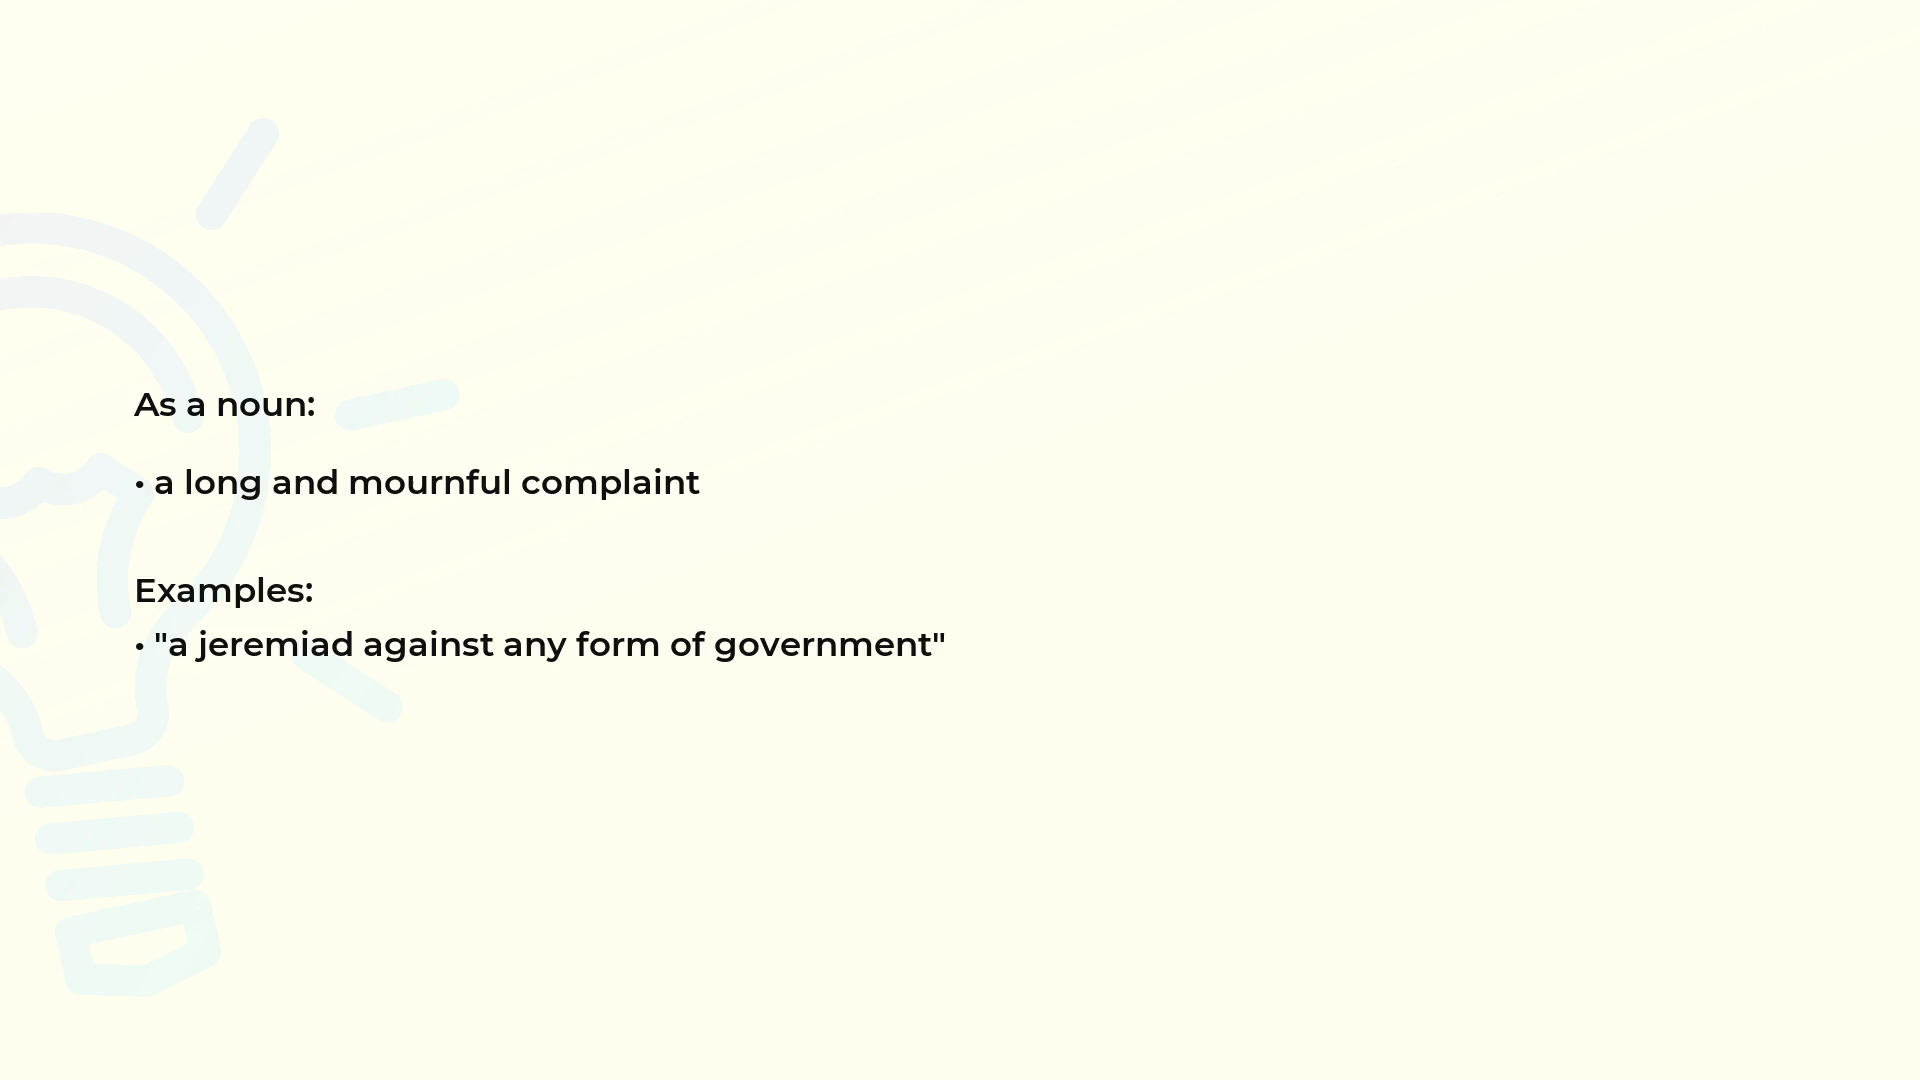 As a noun:
• a long and mournful complaint
Examples:
• "a jeremiad against any form of government"